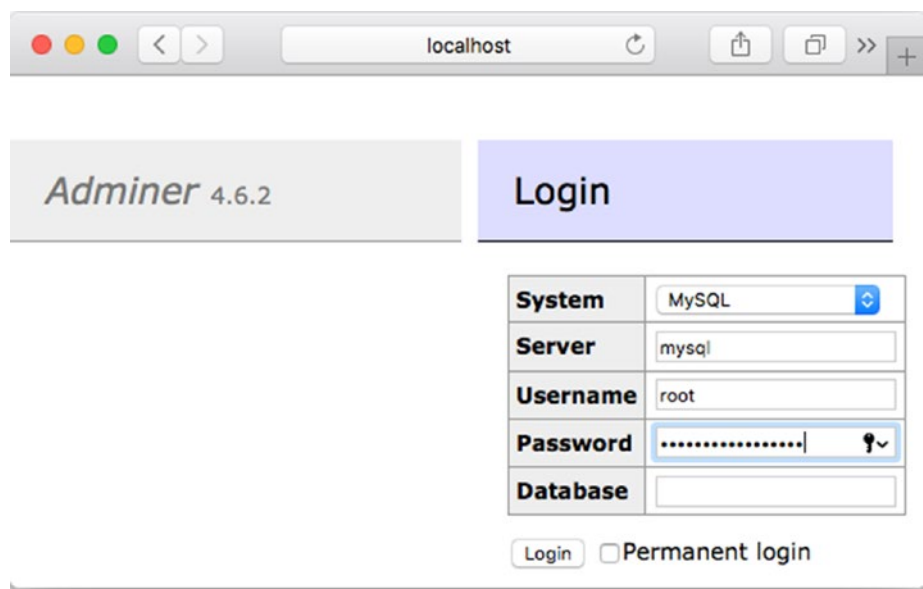 localhost
Adminer 4.6.2
Login
System MySQL
Server mysql
Username root
Password •••••••••••••••••
Database
Login Permanent login